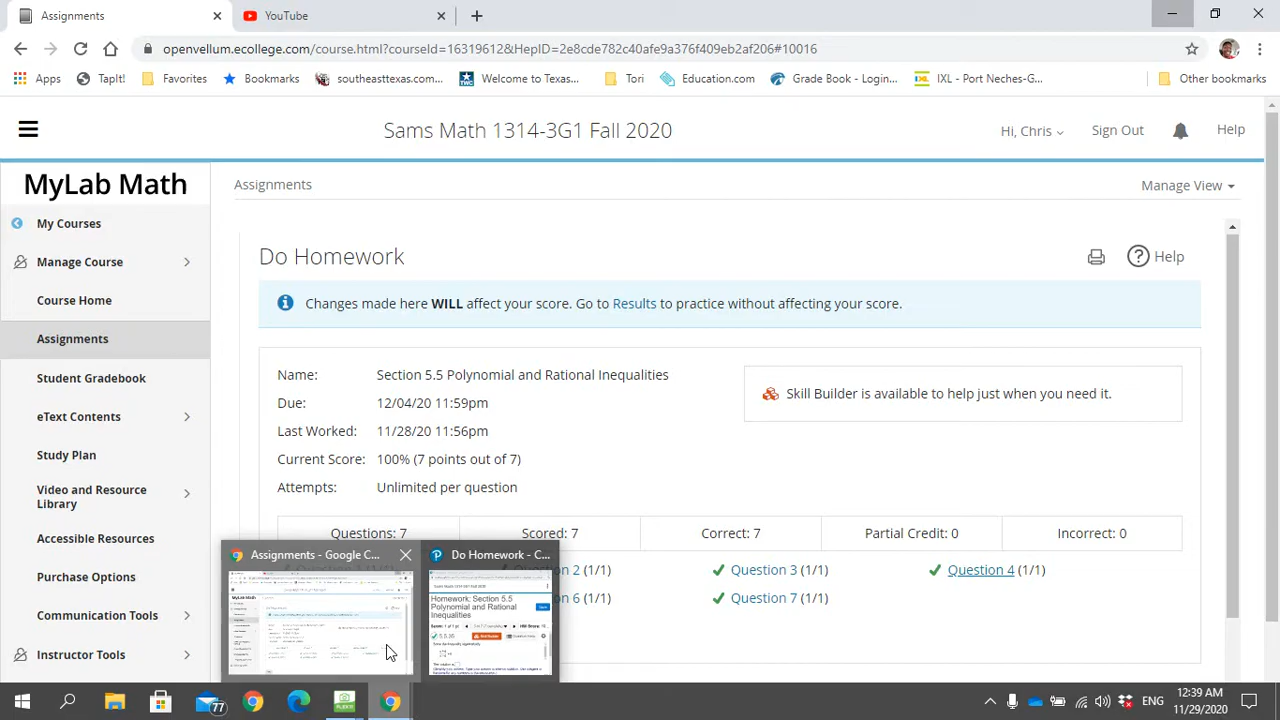 Assignments
YouTube
openvellum.ecollege.com/course.html?courseId=16319612&HepID=2e8cde782c40afe9a376f409eb2af206#10016
Apps
TapIt!
Favorites
Bookmarks
southeasttexas.com...
Welcome to Texas...
Tori
Education.com
Grade Book - Login...
IXL - Port Neches-G...
Other bookmarks
Sams Math 1314-3G1 Fall 2020
Hi, Chris
Sign Out
Help
MyLab Math
My Courses
Manage Course
Course Home
Assignments
Student Gradebook
eText Contents
Study Plan
Video and Resource
Library
Accessible Resources
Purchase Options
Communication Tools
Instructor Tools
Assignments
Manage View
Do Homework
Help
Changes made here WILL affect your score. Go to Results to practice without affecting your score.
Name: Section 5.5 Polynomial and Rational Inequalities
Due: 12/04/20 11:59pm
Last Worked: 11/28/20 11:56pm
Current Score: 100% (7 points out of 7)
Attempts: Unlimited per question
Skill Builder is available to help just when you need it.
Questions: 7
Scored: 7
Correct: 7
Partial Credit: 0
Incorrect: 0
2 (1/1)
Question 3 (1/1)
Question 4 (1/1)
6 (1/1)
Question 7 (1/1)
Assignments - Google C...
Do Homework - C...
MyLab Math
Homework: Section 5.5
Polynomial and Rational
Inequalities
77
ENG
12:39 AM
11/29/2020